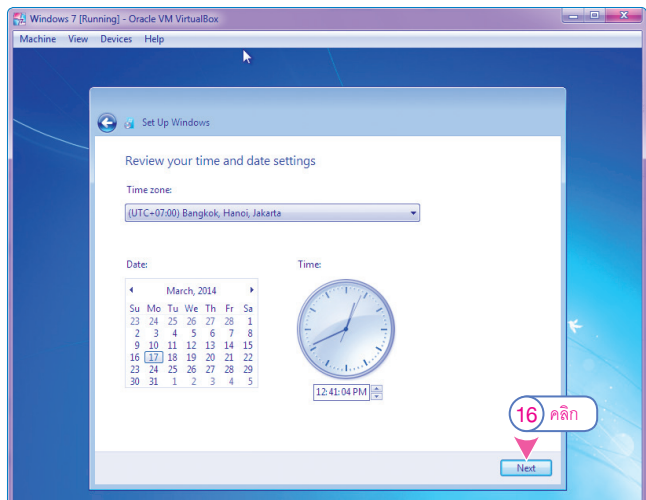 Windows 7 [Running] - Oracle VM VirtualBox
Machine View Devices Help
Set Up Windows
Review your time and date settings
Time zone:
(UTC+07:00) Bangkok, Hanoi, Jakarta
Date:
Time:
March, 2014
Su Mo Tu We Th Fr Sa
23 24 25 26 27 28 1
2 3 4 5 6 7 8
9 10 11 12 13 14 15
16 17 18 19 20 21 22
23 24 25 26 27 28 29
30 31 1 2 3 4 5
12:41:04 PM
16 คลิก
Next